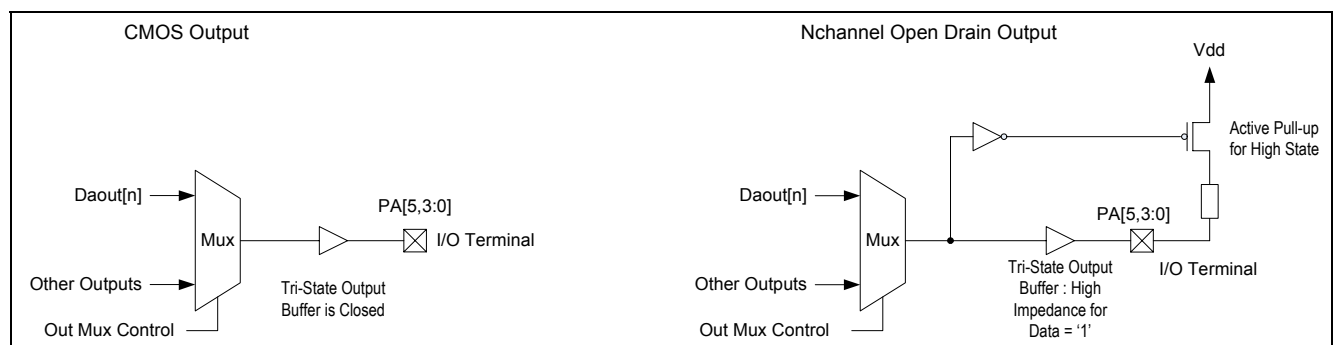 CMOS Output
Daout[n]
Mux
PA[5,3:0]
I/O Terminal
Other Outputs
Tri-State Output
Buffer is Closed
Out Mux Control
Nchannel Open Drain Output
Vdd
Active Pull-up
for High State
Daout[n]
Mux
PA[5,3:0]
I/O Terminal
Other Outputs
Tri-State Output
Buffer : High
Impedance for
Data = ‘1’
Out Mux Control